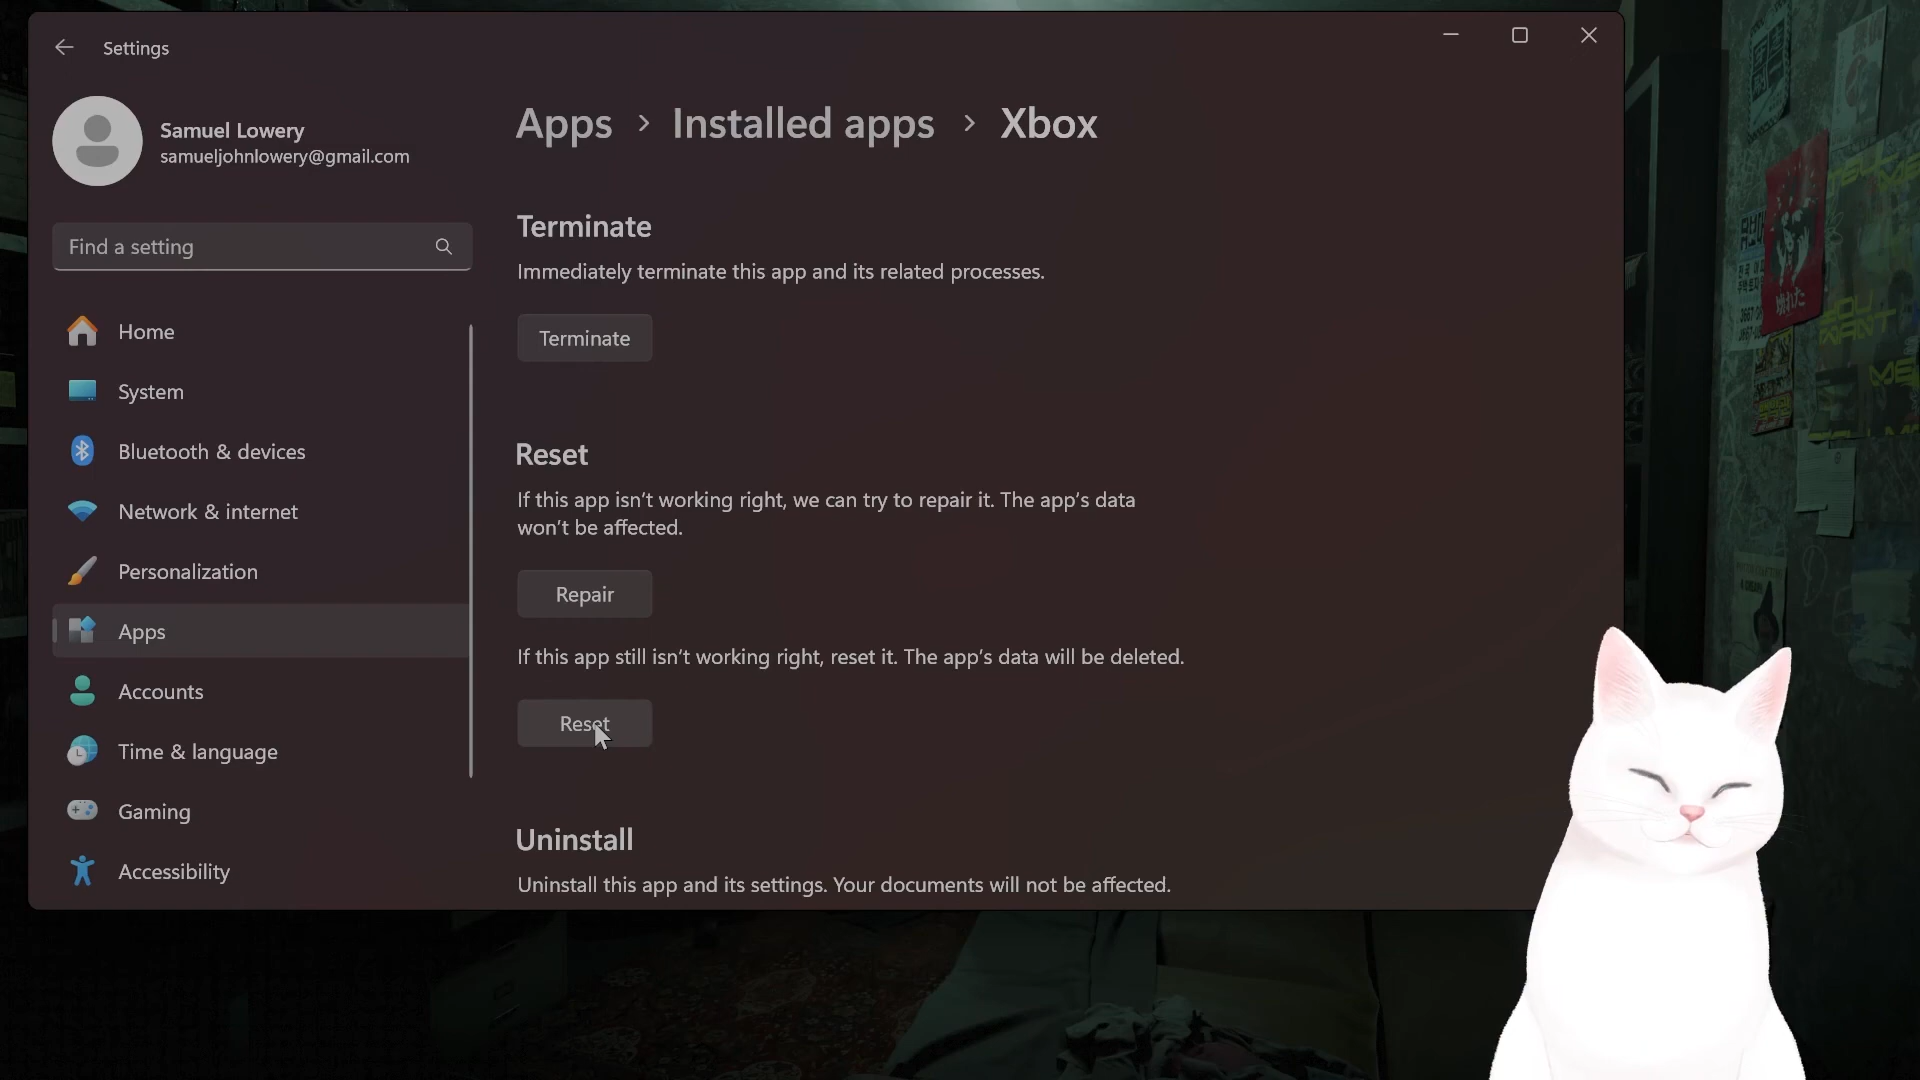 Settings
Samuel Lowery
samueljohnlowery@gmail.com
Find a setting
Home
System
Bluetooth & devices
Network & internet
Personalization
Apps
Accounts
Time & language
Gaming
Accessibility
Apps > Installed apps > Xbox
Terminate
Immediately terminate this app and its related processes.
Terminate
Reset
If this app isn't working right, we can try to repair it. The app's data
won't be affected.
Repair
If this app still isn't working right, reset it. The app's data will be deleted.
Reset
Uninstall
Uninstall this app and its settings. Your documents will not be affected.
YOU
WANT